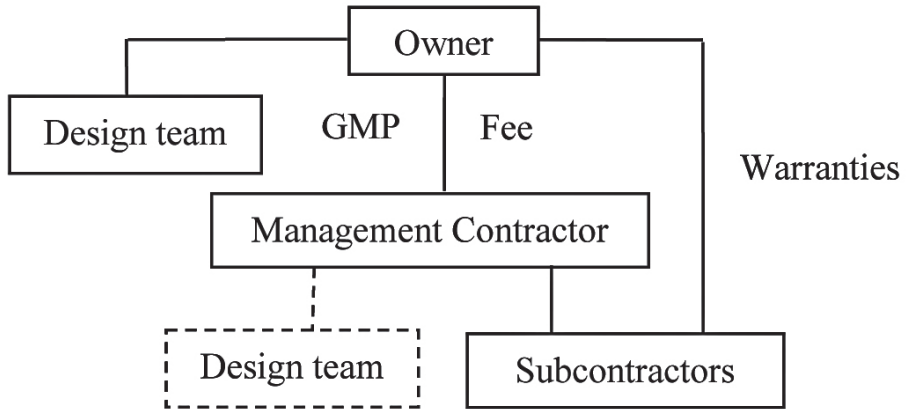 Owner
Design team
GMP
Fee
Warranties
Management Contractor
Design team
Subcontractors